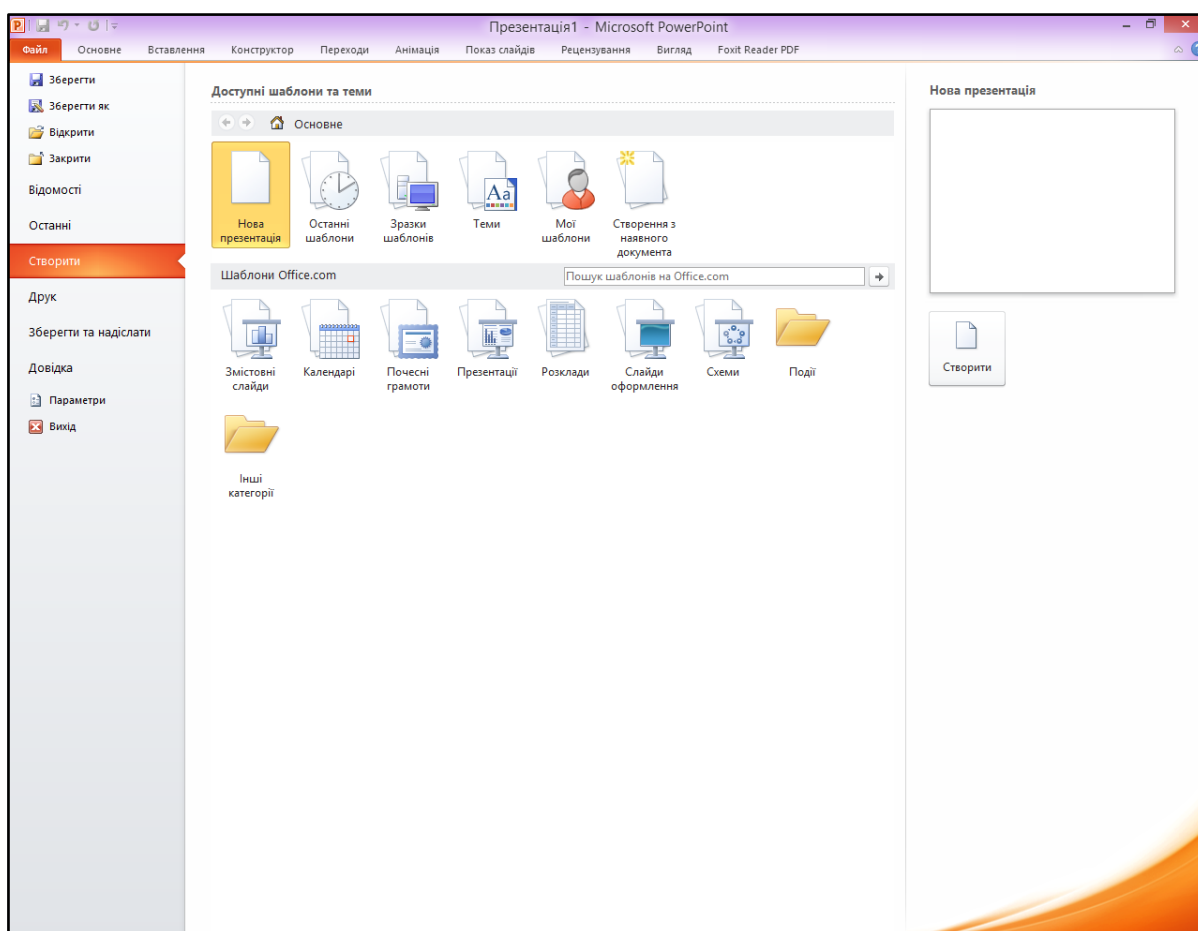 Презентація1 - Microsoft PowerPoint
Файл Основне Вставлення Конструктор Переходи Анімація Показ слайдів Рецензування Вигляд Foxit Reader PDF
Зберегти
Зберегти як
Відкрити
Закрити
Відомості
Останні
Створити
Друк
Зберегти та надіслати
Довідка
Параметри
Вихід
Доступні шаблони та теми
Основне
Нова
презентація
Останні
шаблони
Зразки
шаблонів
Теми
Мої
шаблони
Створення з
наявного
документа
Шаблони Office.com
Пошук шаблонів на Office.com
Змістовні
слайди
Календарі
Почесні
грамоти
Презентації
Розклади
Слайди
оформлення
Схеми
Події
Інші
категорії
Нова презентація
Створити